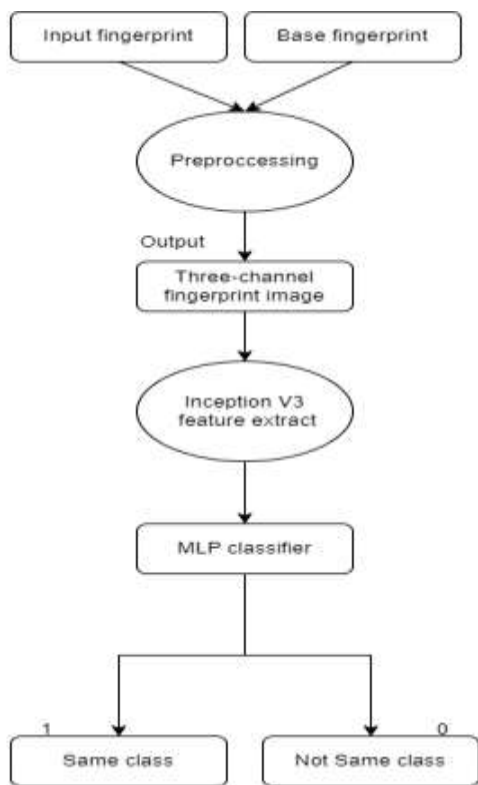 Input fingerprint
Base fingerprint
Preproccessing
Output
Three-channel
fingerprint image
Inception V3
feature extract
MLP classifier
1
0
Same class
Not Same class